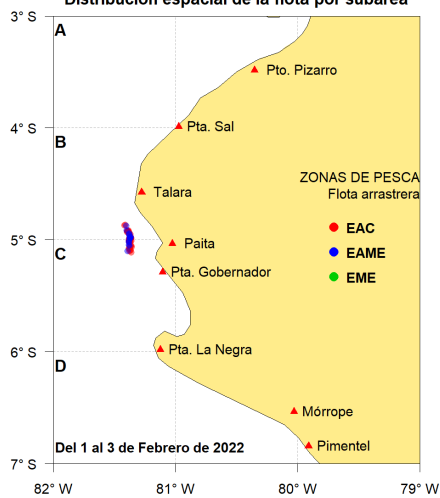 Distribución espacial de la flota por subárea
3° S
A
Pto. Pizarro
4° S
Pta. Sal
B
ZONAS DE PESCA
Flota arrastrera
Talara
EAC
5° S
Paita
C
EAME
Pta. Gobernador
EME
6° S
Pta. La Negra
D
Mórrope
Del 1 al 3 de Febrero de 2022
Pimentel
7° S
82° W
81° W
80° W
79° W